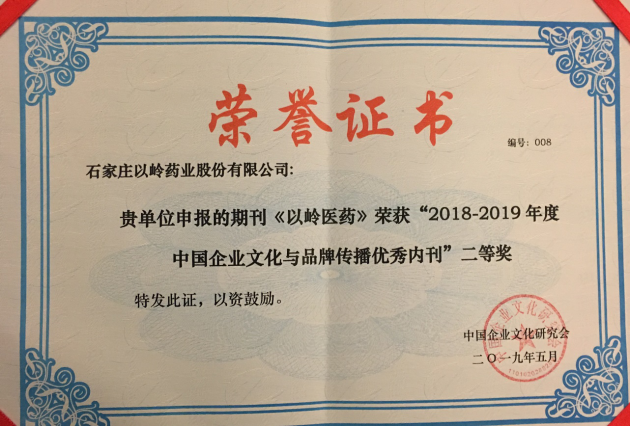 荣誉证书
编号：008
石家庄以岭药业股份有限公司：
贵单位申报的期刊《以岭医药》荣获“2018-2019年度
中国企业文化与品牌传播优秀内刊”二等奖
特发此证，以资鼓励。
中国企业文化研究会
二〇一九年五月